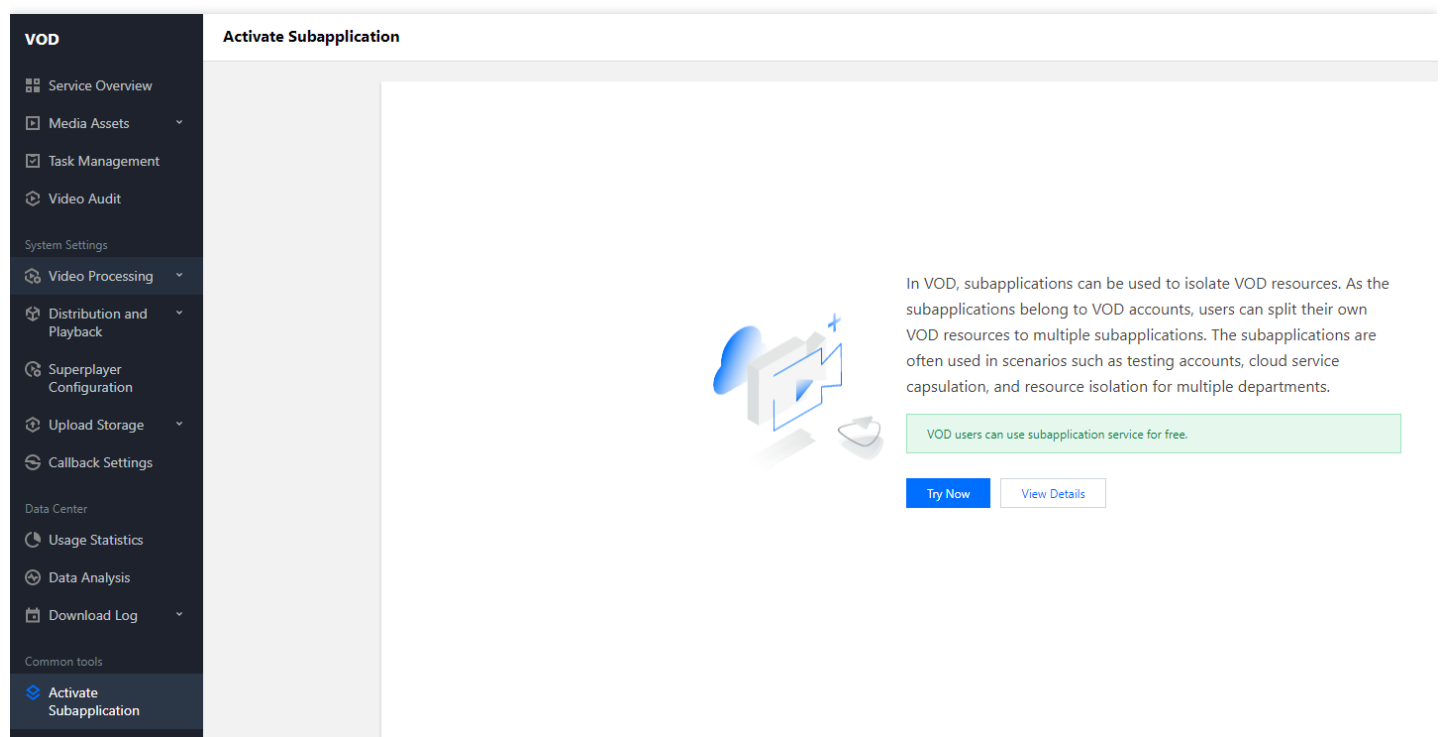 VOD
Activate Subapplication
Service Overview
Media Assets
Task Management
Video Audit
System Settings
Video Processing
Distribution and
Playback
Superplayer
Configuration
Upload Storage
Callback Settings
Data Center
Usage Statistics
Data Analysis
Download Log
Common tools
Activate
Subapplication
In VOD, subapplications can be used to isolate VOD resources. As the
subapplications belong to VOD accounts, users can split their own
VOD resources to multiple subapplications. The subapplications are
often used in scenarios such as testing accounts, cloud service
capsulation, and resource isolation for multiple departments.
VOD users can use subapplication service for free.
Try Now
View Details